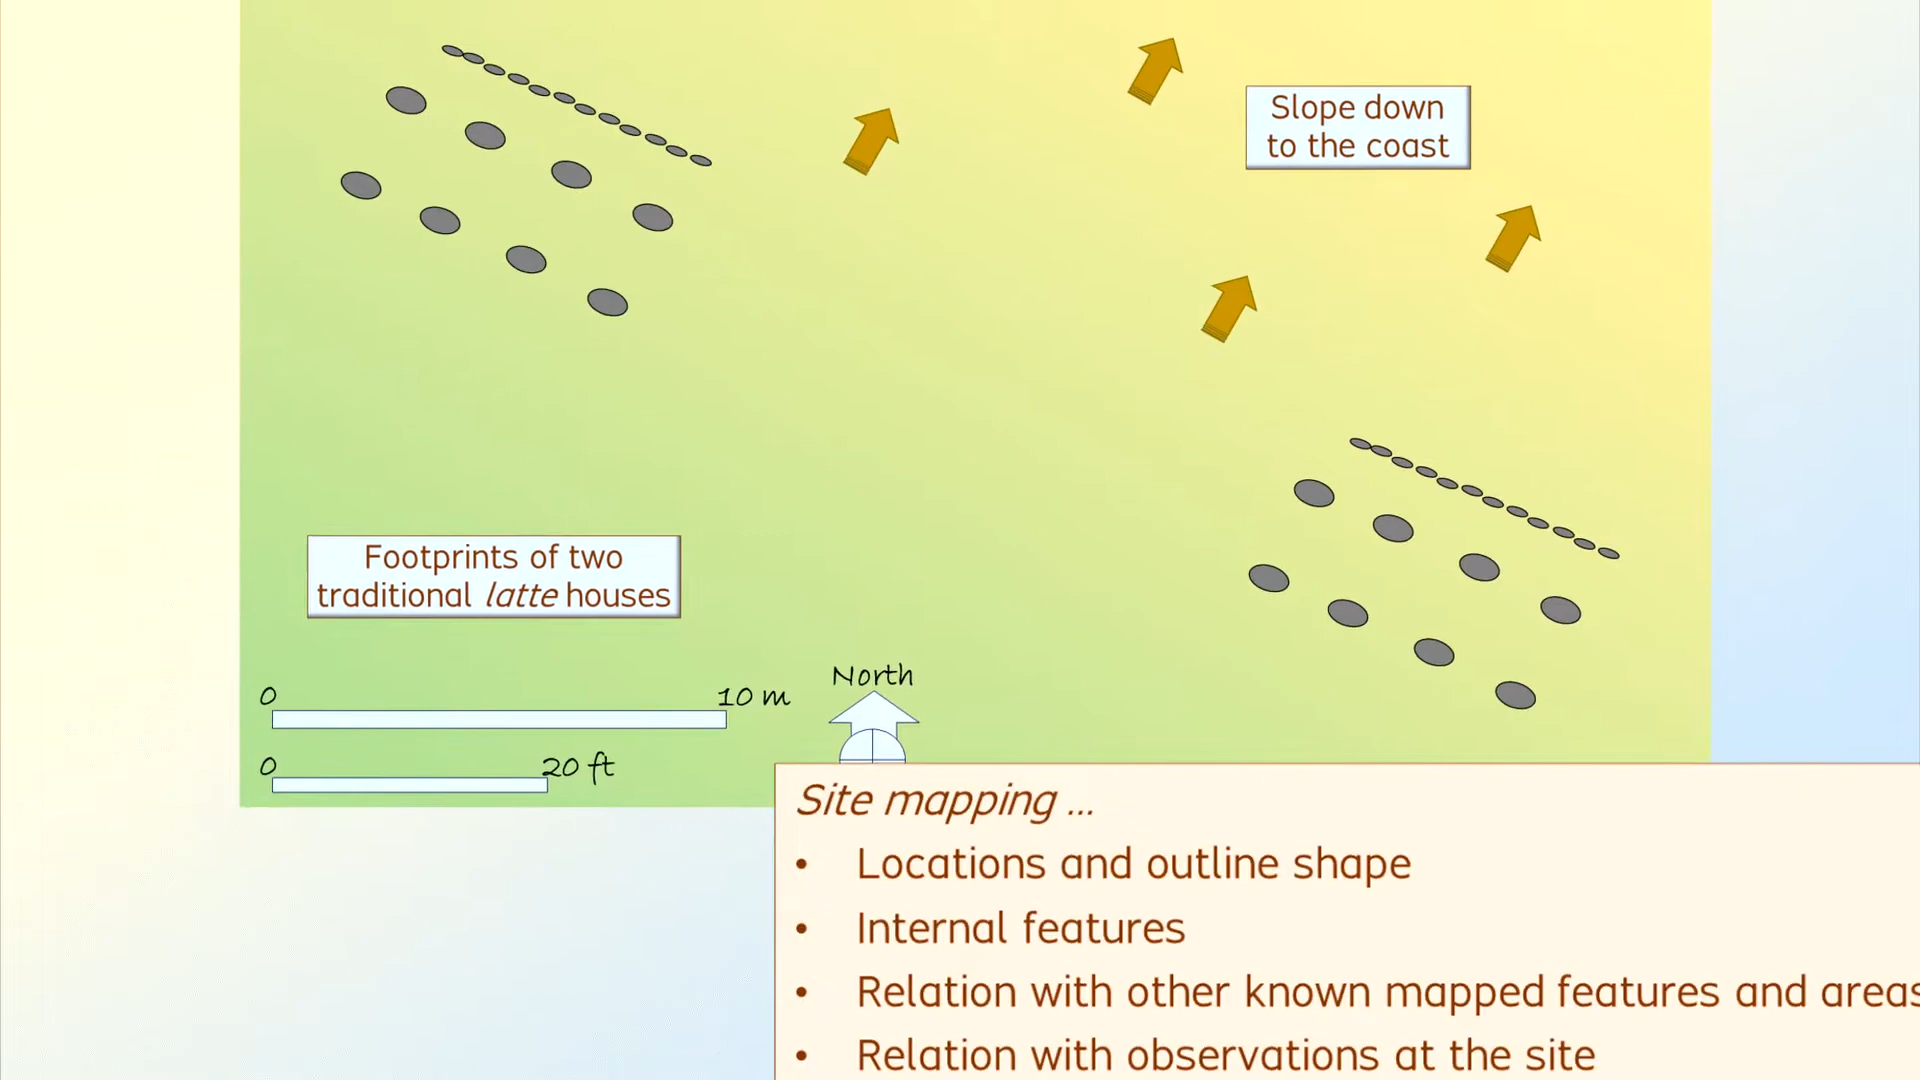 Slope down
to the coast
Footprints of two
traditional latte houses
North
0 10 m
0 20 ft
Site mapping ...
• Locations and outline shape
• Internal features
• Relation with other known mapped features and areas
• Relation with observations at the site